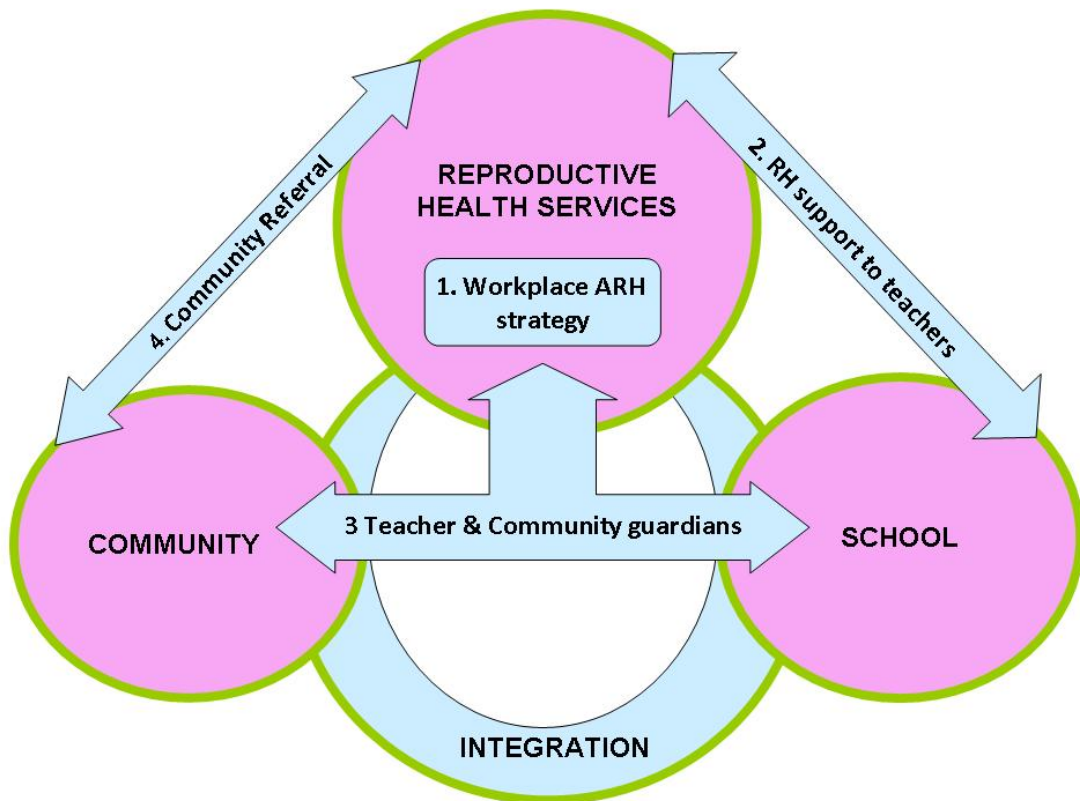 REPRODUCTIVE
HEALTH SERVICES
1. Workplace ARH
strategy
4. Community Referral
2. RH support to teachers
COMMUNITY
3 Teacher & Community guardians
SCHOOL
INTEGRATION